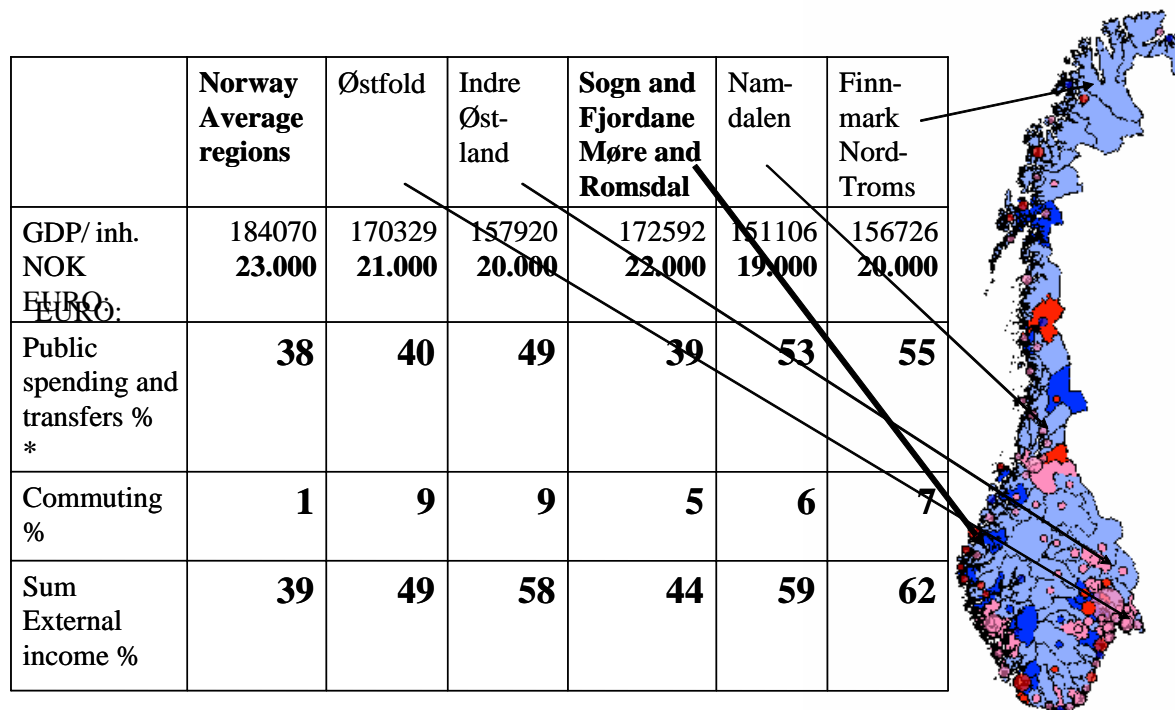 Norway
Average
regions
Østfold
Indre
Øst-
land
Sogn and
Fjordane
Møre and
Romsdal
Nam-
dalen
Finn-
mark
Nord-
Troms
GDP/ inh.
NOK
EURO:
EURO:
184070
23.000
170329
21.000
157920
20.000
172592
22.000
151106
19.000
156726
20.000
Public
spending and
transfers %
*
38
40
49
39
53
55
Commuting
%
1
9
9
5
6
7
Sum
External
income %
39
49
58
44
59
62